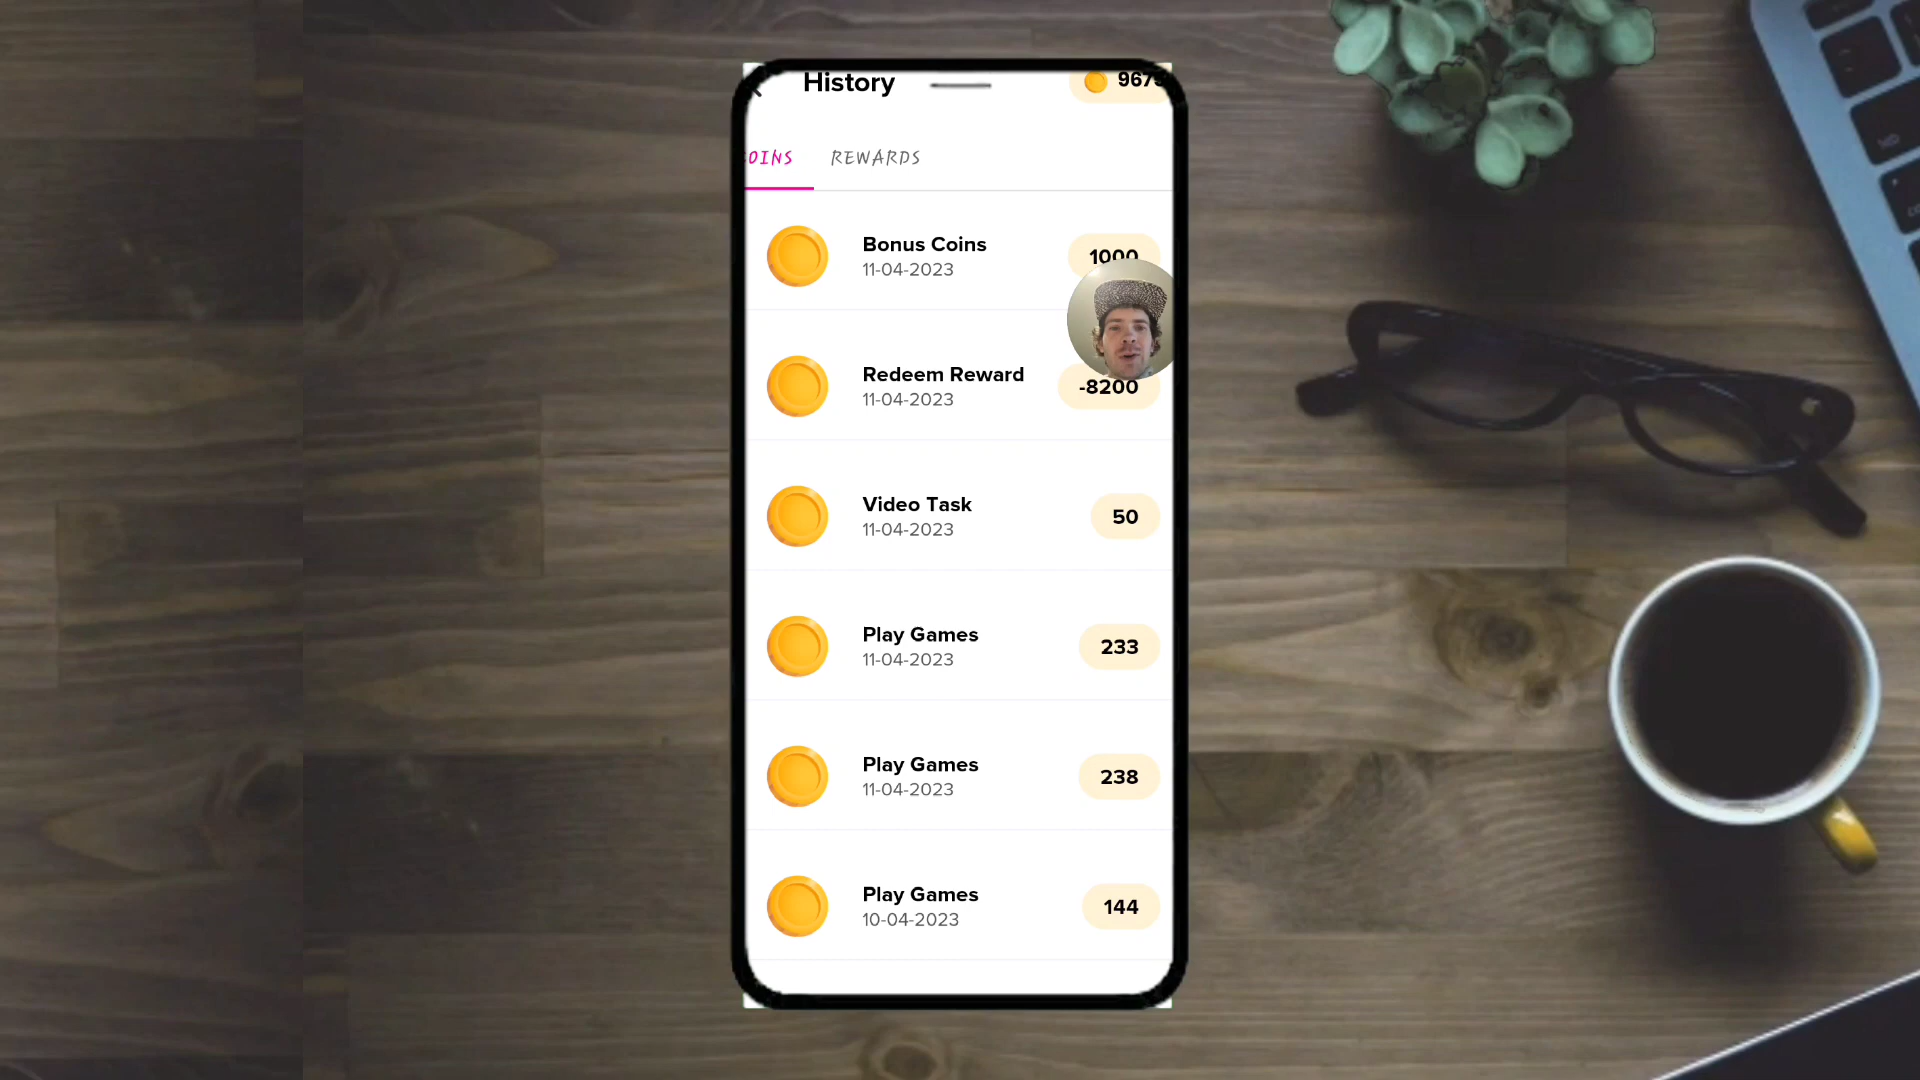 History
REWARDS
Bonus Coins
11-04-2023
1000
Redeem Reward
11-04-2023
-8200
Video Task
11-04-2023
50
Play Games
11-04-2023
233
Play Games
11-04-2023
238
Play Games
10-04-2023
144